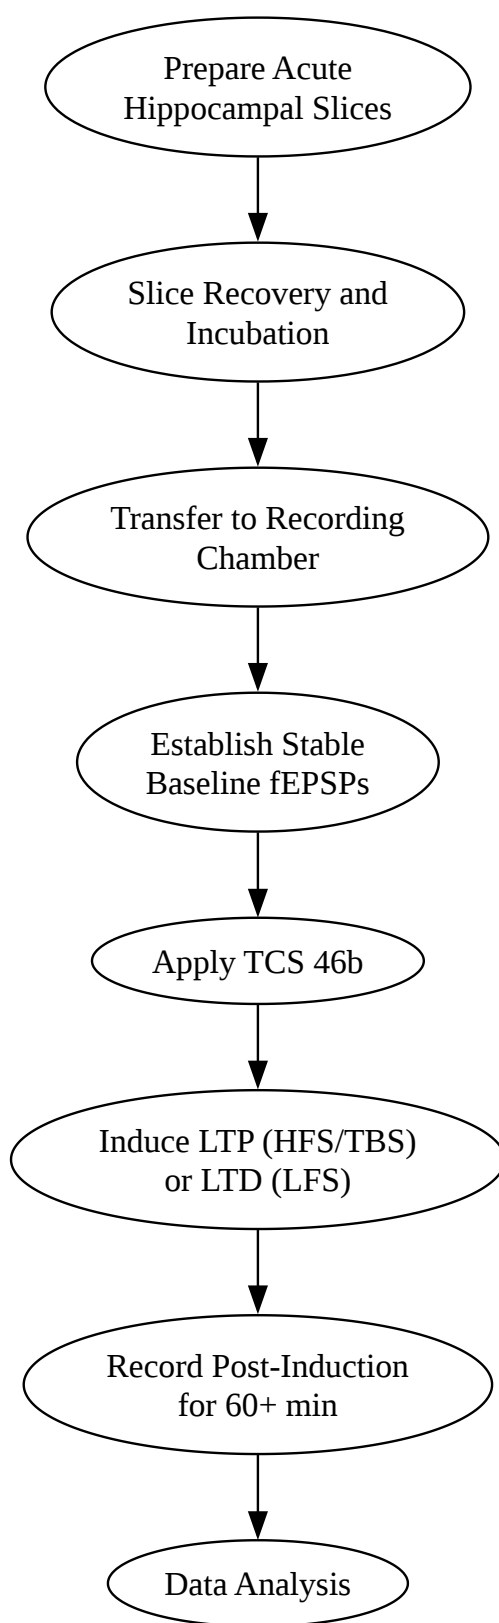 Prepare Acute
Hippocampal Slices
Slice Recovery and
Incubation
Transfer to Recording
Chamber
Establish Stable
Baseline fEPSPs
Apply TCS 46b
Induce LTP (HFS/TBS)
or LTD (LFS)
Record Post-Induction
for 60+ min
Data Analysis